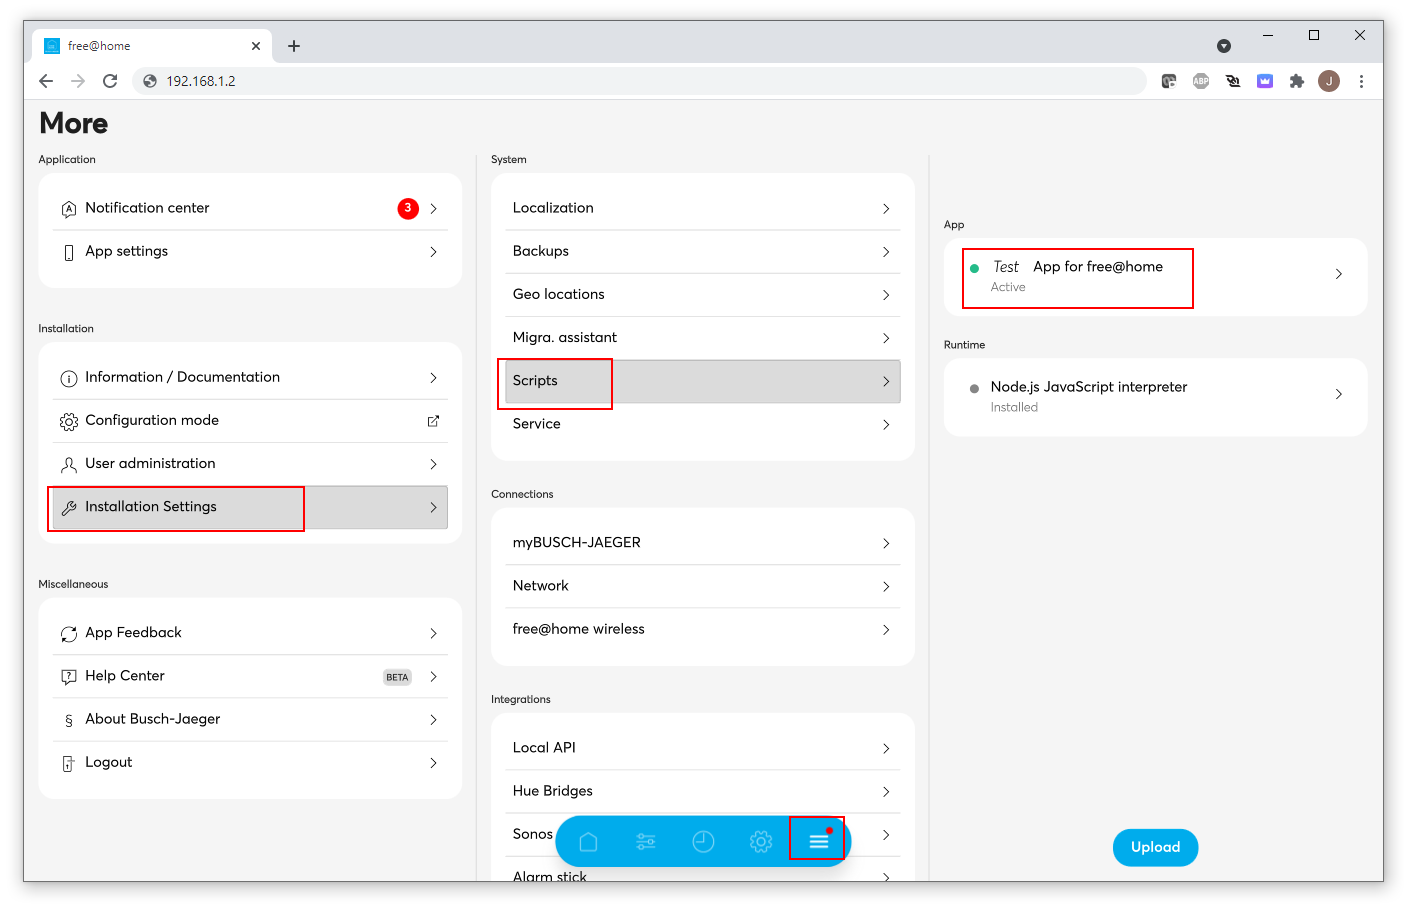 free@home
192.168.1.2
ABP
J
More
Application
Notification center
3
App settings
Installation
Information / Documentation
Configuration mode
User administration
Installation Settings
Miscellaneous
App Feedback
Help Center
BETA
§ About Busch-Jaeger
Logout
System
Localization
Backups
Geo locations
Migra. assistant
Scripts
Service
Connections
myBUSCH-JAEGER
Network
free@home wireless
Integrations
Local API
Hue Bridges
Sonos
Alarm stick
App
Test App for free@home
Active
Runtime
Node.js JavaScript interpreter
Installed
Upload